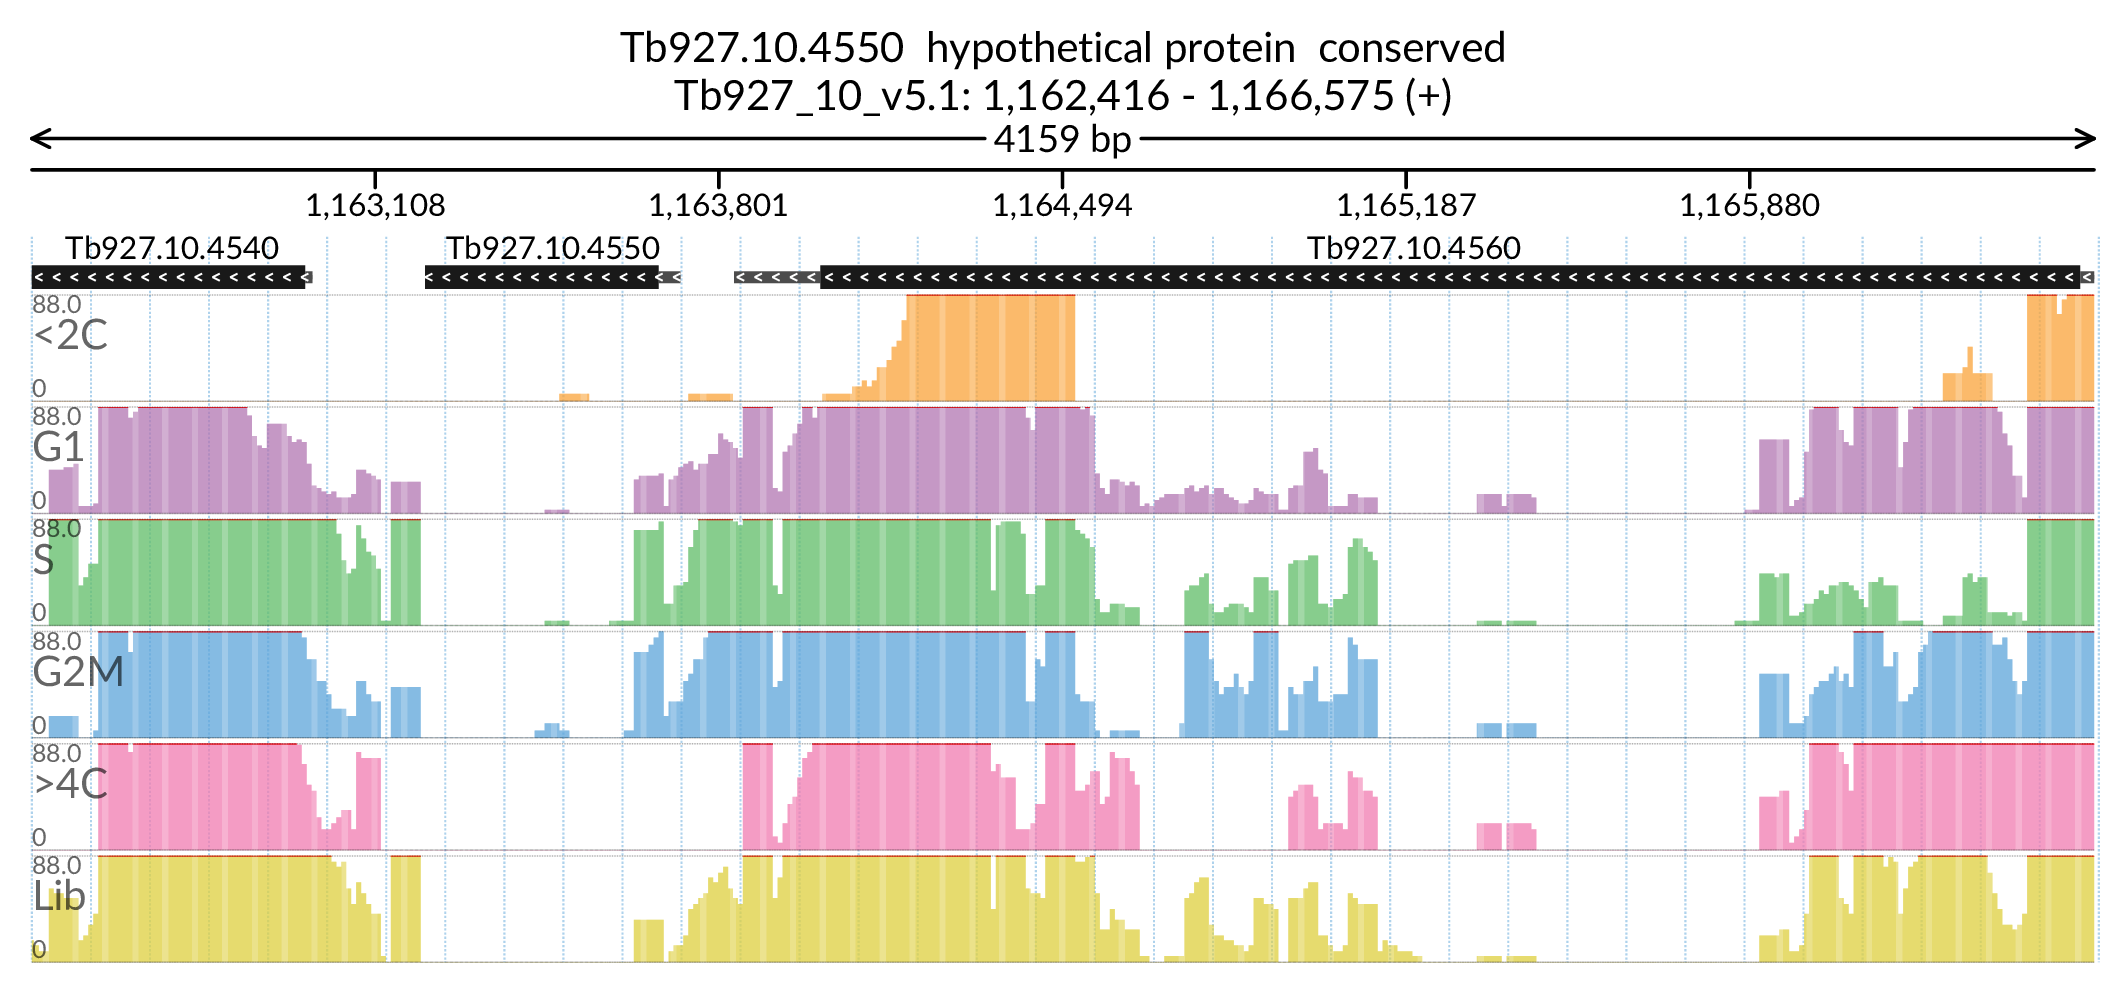 Tb927.10.4550 hypothetical protein conserved
Tb927_10_v5.1: 1,162,416 - 1,166,575 (+)
4159 bp
1,163,108 1,163,801 1,164,494 1,165,187 1,165,880
Tb927.10.4540 Tb927.10.4550 Tb927.10.4560
88.0
<2C
0
88.0
G1
0
88.0
S
0
88.0
G2M
0
88.0
>4C
0
88.0
Lib
0